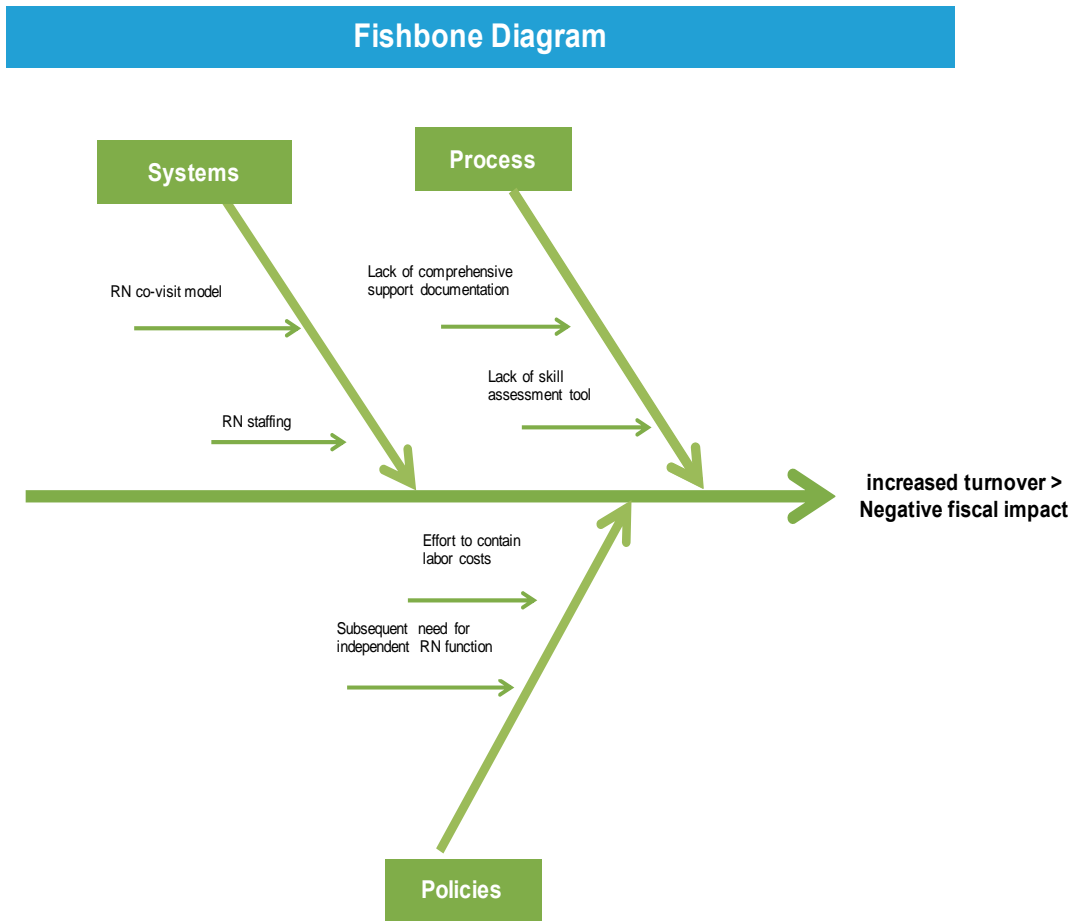 Fishbone Diagram
Systems
Process
Lack of comprehensive
support documentation
RN co-visit model
Lack of skill
assessment tool
RN staffing
increased turnover >
Negative fiscal impact
Effort to contain
labor costs
Subsequent need for
independent RN function
Policies